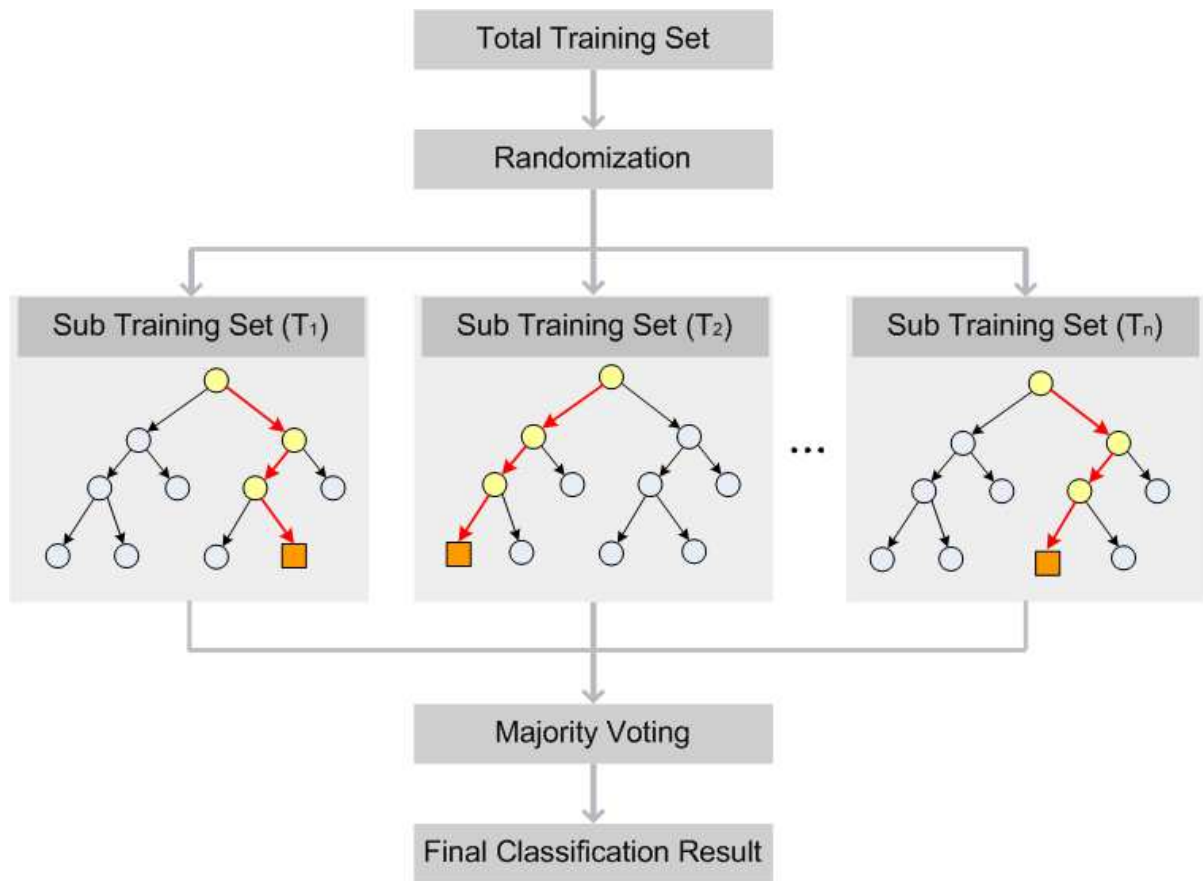 Total Training Set
Randomization
Sub Training Set (T₁)
Sub Training Set (T₂)
Sub Training Set (Tₙ)
...
Majority Voting
Final Classification Result